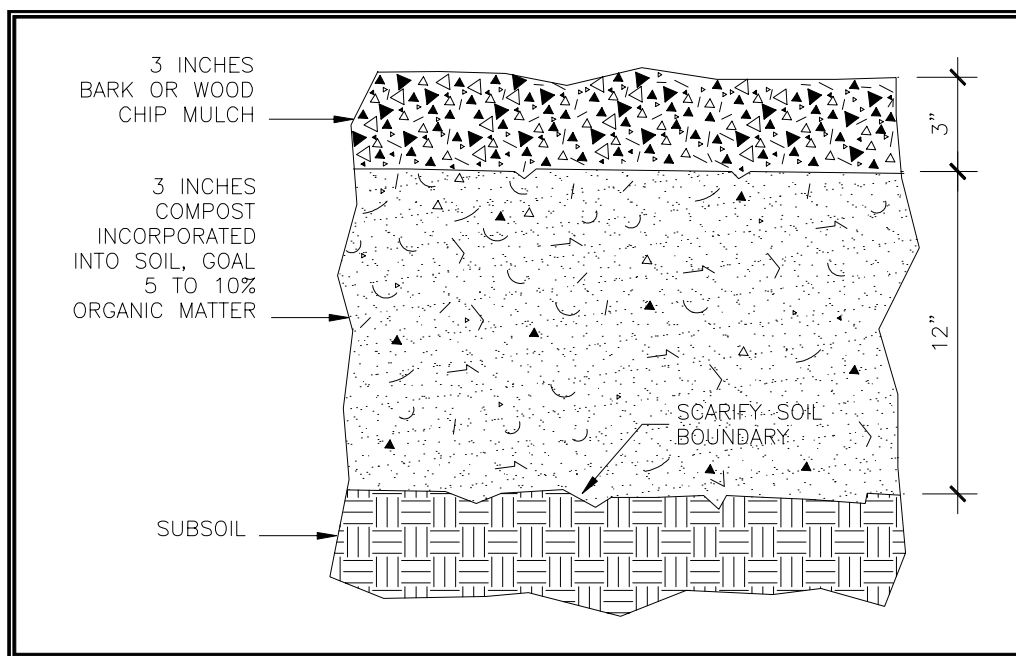 3 INCHES
BARK OR WOOD
CHIP MULCH
3 INCHES
COMPOST
INCORPORATED
INTO SOIL, GOAL
5 TO 10%
ORGANIC MATTER
SUBSOIL
SCARIFY SOIL
BOUNDARY
3"
12"